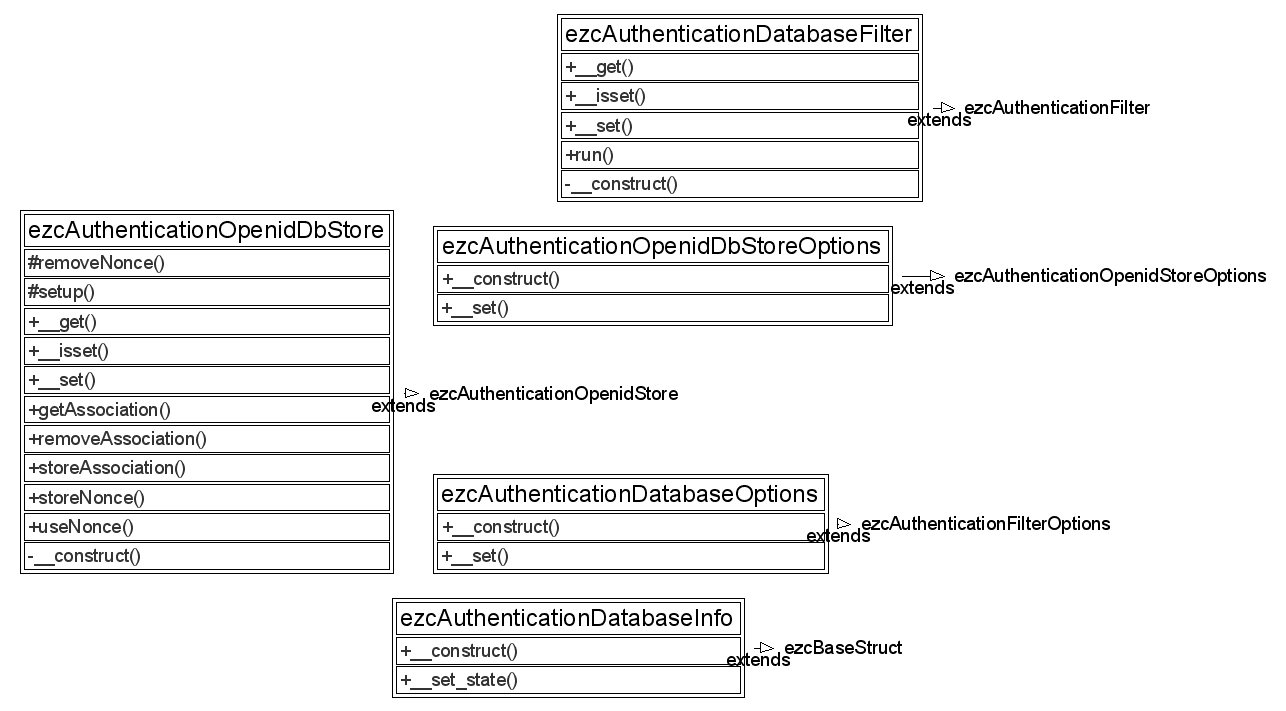 ezcAuthenticationDatabaseFilter
+__get()
+__isset()
+__set()
+run()
-__construct()
extends
ezcAuthenticationFilter
ezcAuthenticationOpenidDbStore
#removeNonce()
#setup()
+__get()
+__isset()
+__set()
+getAssociation()
+removeAssociation()
+storeAssociation()
+storeNonce()
+useNonce()
-__construct()
extends
ezcAuthenticationOpenidStore
ezcAuthenticationOpenidDbStoreOptions
+__construct()
+__set()
extends
ezcAuthenticationOpenidStoreOptions
ezcAuthenticationDatabaseOptions
+__construct()
+__set()
extends
ezcAuthenticationFilterOptions
ezcAuthenticationDatabaseInfo
+__construct()
+__set_state()
extends
ezcBaseStruct